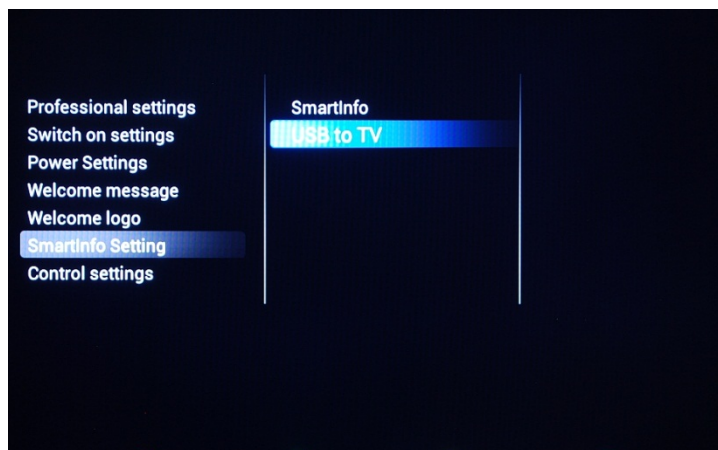 Professional settings
Switch on settings
Power Settings
Welcome message
Welcome logo
SmartInfo Setting
Control settings
SmartInfo
USB to TV